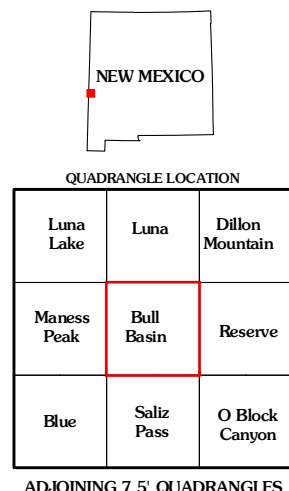 NEW MEXICO
QUADRANGLE LOCATION
Luna
Lake
Luna
Dillon
Mountain
Maness
Peak
Bull
Basin
Reserve
Blue
Saliz
Pass
O Block
Canyon
ADJOINING 7.5' QUADRANGLES